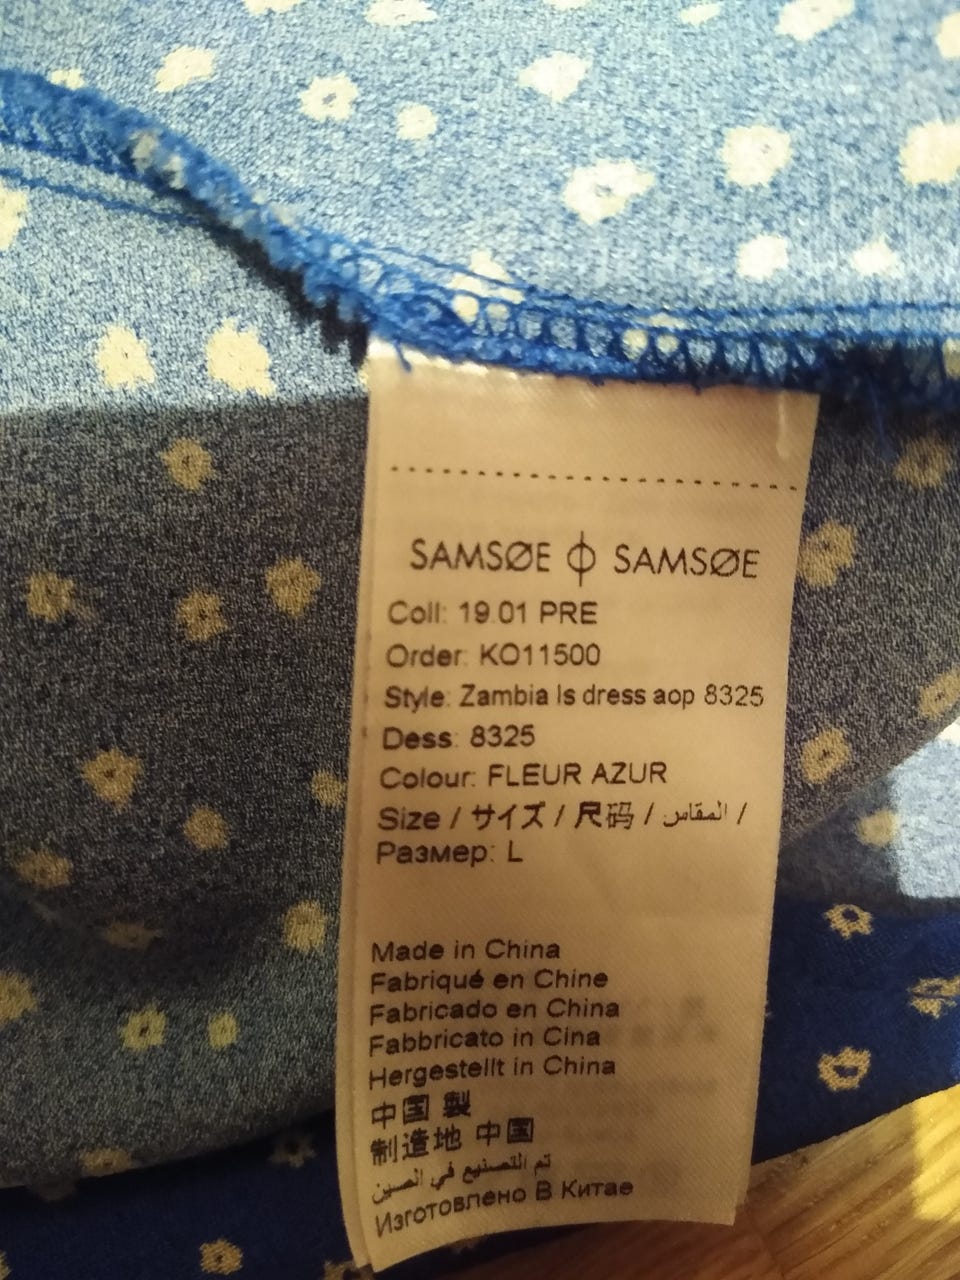 SAMSØE ϕ SAMSØE
Coll: 19.01 PRE
Order: KO11500
Style: Zambia ls dress aop 8325
Dess: 8325
Colour: FLEUR AZUR
Size / サイズ / 尺码 / المقاس /
Размер: L
Made in China
Fabriqué en Chine
Fabricado en China
Fabbricato in Cina
Hergestellt in China
中国 製
制造地 中国
تم التصنيع في الصين
Изготовлено В Китае